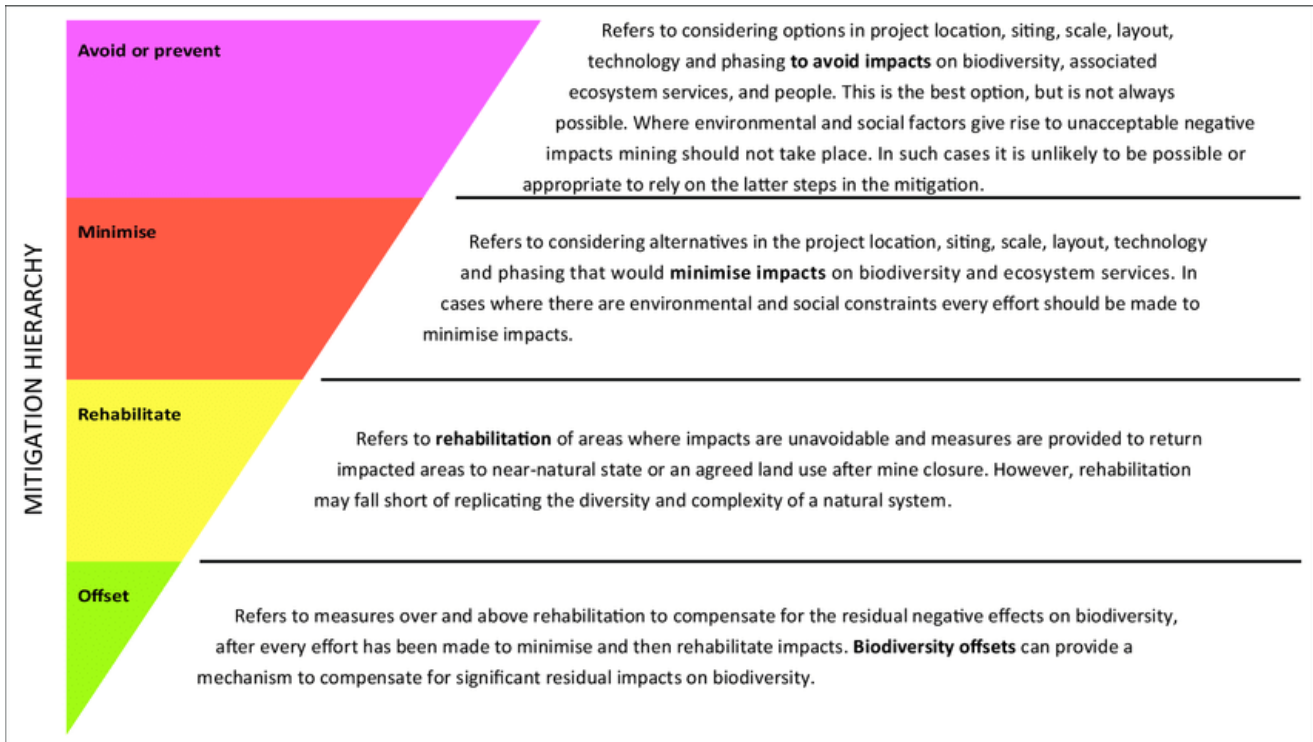 MITIGATION HIERARCHY
Avoid or prevent
Refers to considering options in project location, siting, scale, layout,
technology and phasing to avoid impacts on biodiversity, associated
ecosystem services, and people. This is the best option, but is not always
possible. Where environmental and social factors give rise to unacceptable negative
impacts mining should not take place. In such cases it is unlikely to be possible or
appropriate to rely on the latter steps in the mitigation.
Minimise
Refers to considering alternatives in the project location, siting, scale, layout, technology
and phasing that would minimise impacts on biodiversity and ecosystem services. In
cases where there are environmental and social constraints every effort should be made to
minimise impacts.
Rehabilitate
Refers to rehabilitation of areas where impacts are unavoidable and measures are provided to return
impacted areas to near-natural state or an agreed land use after mine closure. However, rehabilitation
may fall short of replicating the diversity and complexity of a natural system.
Offset
Refers to measures over and above rehabilitation to compensate for the residual negative effects on biodiversity,
after every effort has been made to minimise and then rehabilitate impacts. Biodiversity offsets can provide a
mechanism to compensate for significant residual impacts on biodiversity.